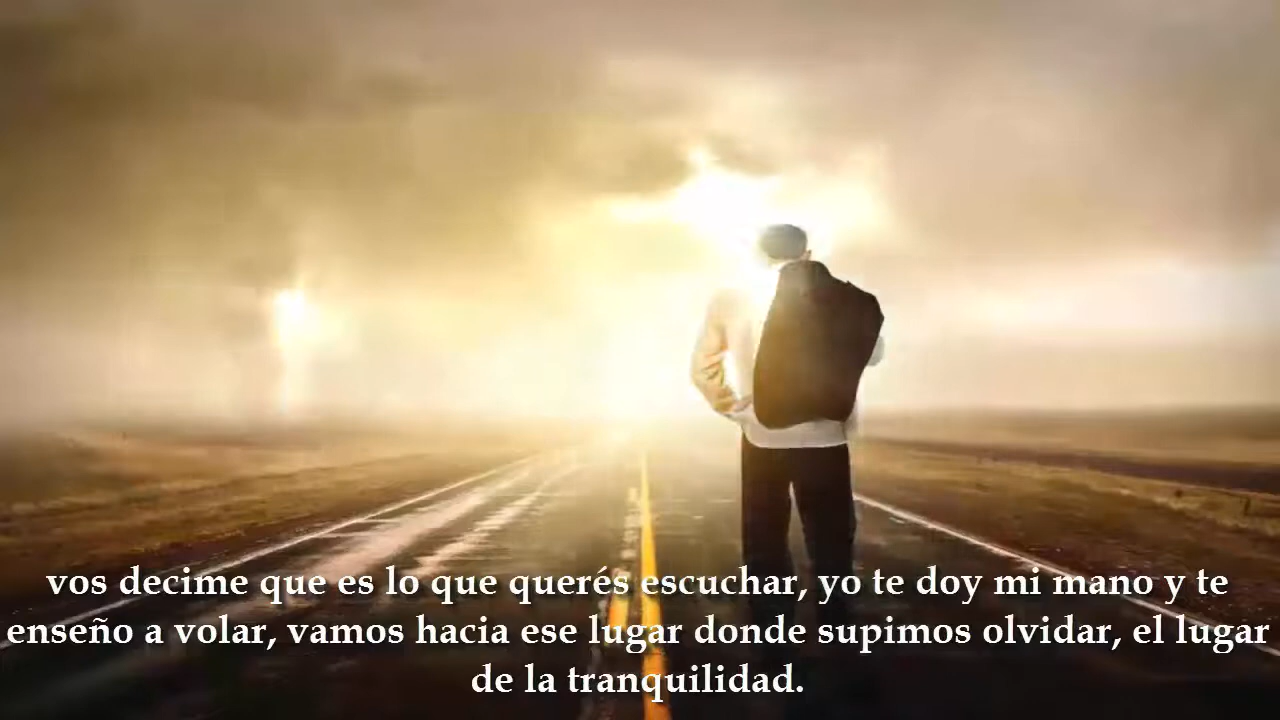 vos decime que es lo que querés escuchar, yo te doy mi mano y te
enseño a volar, vamos hacia ese lugar donde supimos olvidar, el lugar
de la tranquilidad.